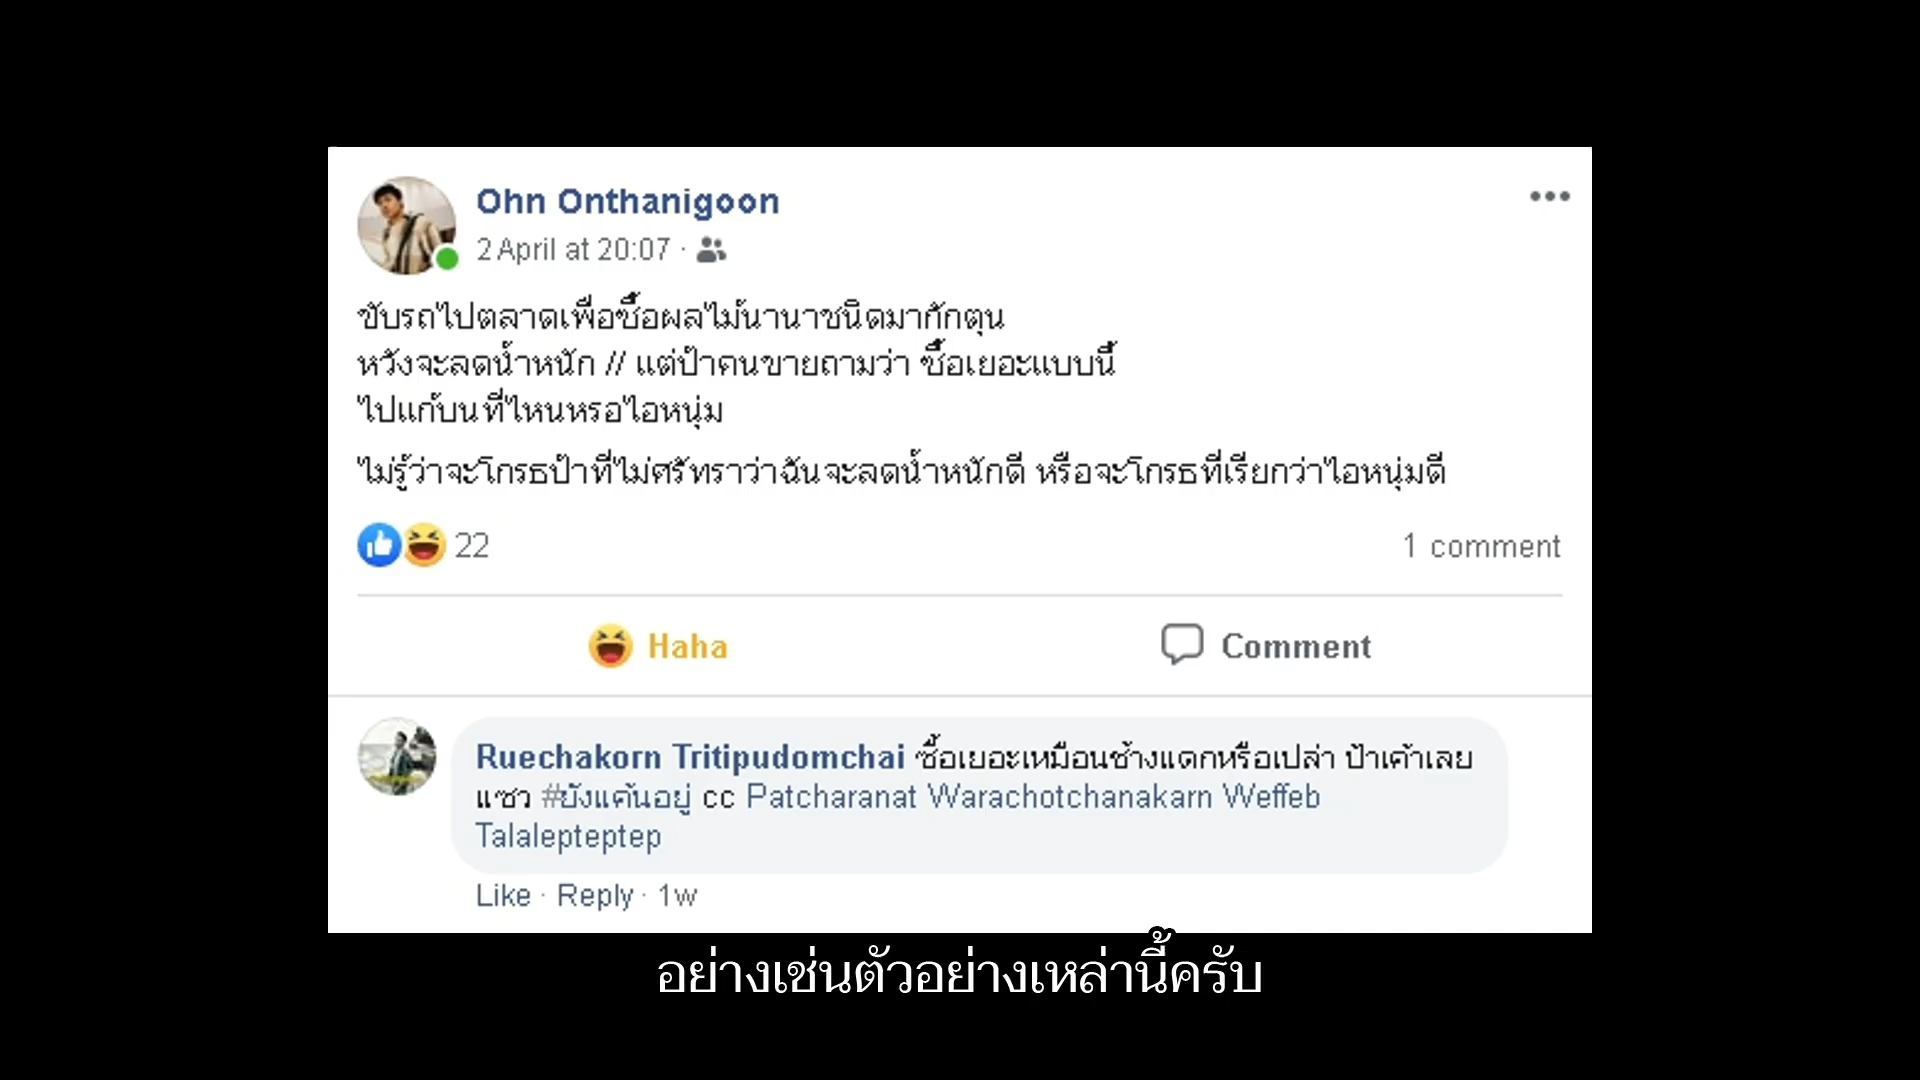 Ohn Onthanigoon
2 April at 20:07 ·
ขับรถไปตลาดเพื่อซื้อผลไม้นานาชนิดมากักตุน
หวังจะลดน้ำหนัก // แต่ป้าคนขายถามว่า ซื้อเยอะแบบนี้
ไปแก้บนที่ไหนหรอไอหนุ่ม
ไม่รู้ว่าจะโกรธป้าที่ไม่ศรัทราว่าฉันจะลดน้ำหนักดี หรือจะโกรธที่เรียกว่าไอหนุ่มดี
22
1 comment
Haha
Comment
Ruechakorn Tritipudomchai ซื้อเยอะเหมือนช้างแดกหรือเปล่า ป้าเค้าเลย
แซว #ยังแค้นอยู่ cc Patcharanat Warachotchanakarn Weffeb
Talalepteptep
Like · Reply · 1w
อย่างเช่นตัวอย่างเหล่านี้ครับ